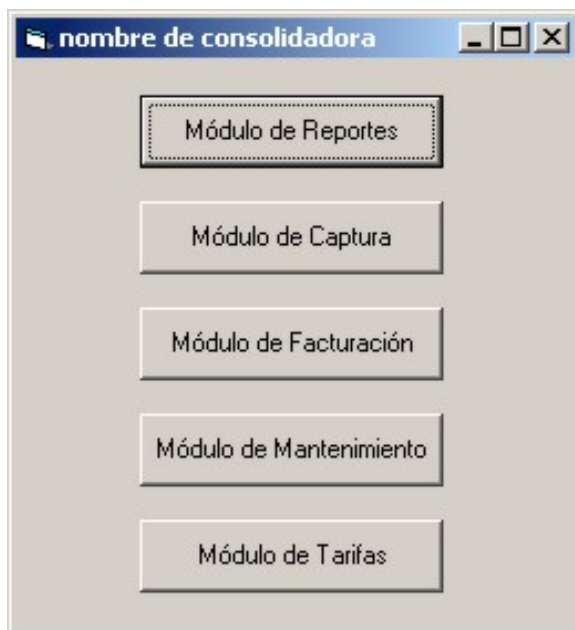 nombre de consolidadora
Módulo de Reportes
Módulo de Captura
Módulo de Facturación
Módulo de Mantenimiento
Módulo de Tarifas